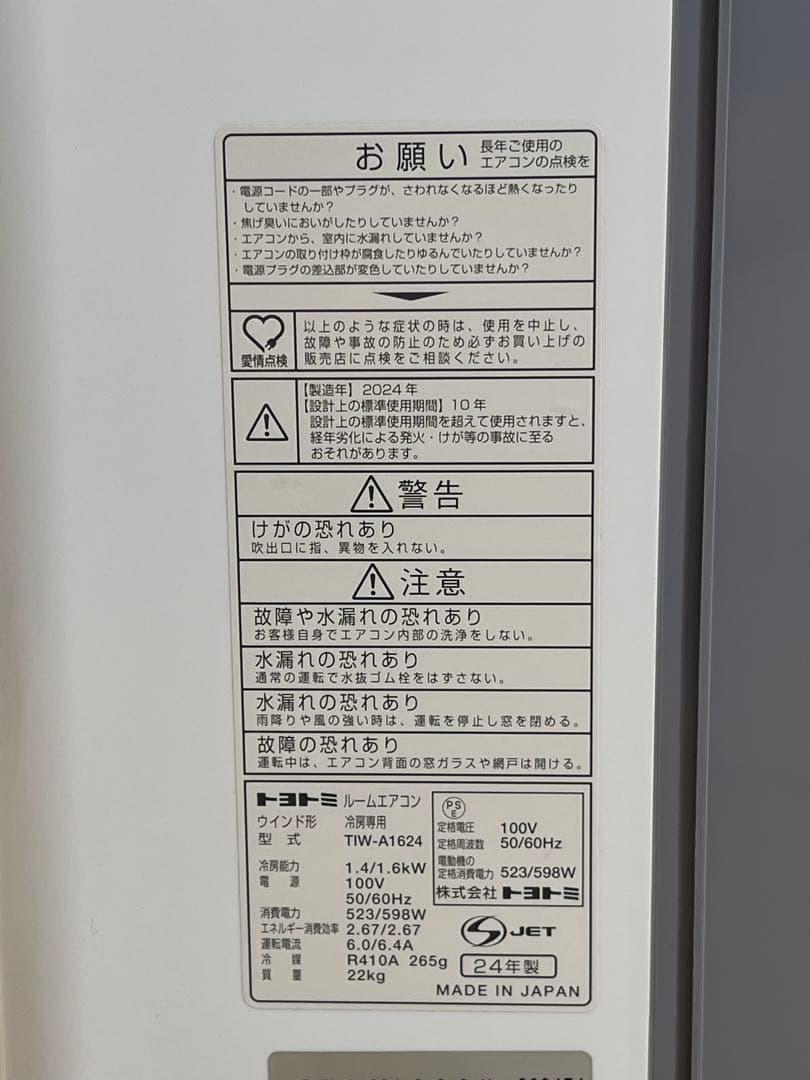 お願い 長年ご使用の
エアコンの点検を
・電源コードの一部やプラグが、さわれなくなるほど熱くなったり
していませんか？
・焦げ臭いにおいがしたりしていませんか？
・エアコンから、室内に水漏れしていませんか？
・エアコンの取り付け枠が腐食したりゆるんでいたりしていませんか？
・電源プラグの差込部が変色していたりしていませんか？
愛情点検
以上のような症状の時は、使用を中止し、
故障や事故の防止のため必ずお買い上げの
販売店に点検をご相談ください。
【製造年】2024年
【設計上の標準使用期間】10年
設計上の標準使用期間を超えて使用されますと、
経年劣化による発火・けが等の事故に至る
おそれがあります。
警告
けがの恐れあり
吹出口に指、異物を入れない。
注意
故障や水漏れの恐れあり
お客様自身でエアコン内部の洗浄をしない。
水漏れの恐れあり
通常の運転で水抜ゴム栓をはずさない。
水漏れの恐れあり
雨降りや風の強い時は、運転を停止し窓を閉める。
故障の恐れあり
運転中は、エアコン背面の窓ガラスや網戸は開ける。
トヨトミ ルームエアコン
ウインド形 冷房専用
型式 TIW-A1624
冷房能力 1.4/1.6kW
電源 100V
50/60Hz
消費電力 523/598W
エネルギー消費効率 2.67/2.67
運転電流 6.0/6.4A
冷媒 R410A 265g
質量 22kg
PSE
定格電圧 100V
定格周波数 50/60Hz
電動機の
定格消費電力 523/598W
株式会社 トヨトミ
JET
24年製
MADE IN JAPAN